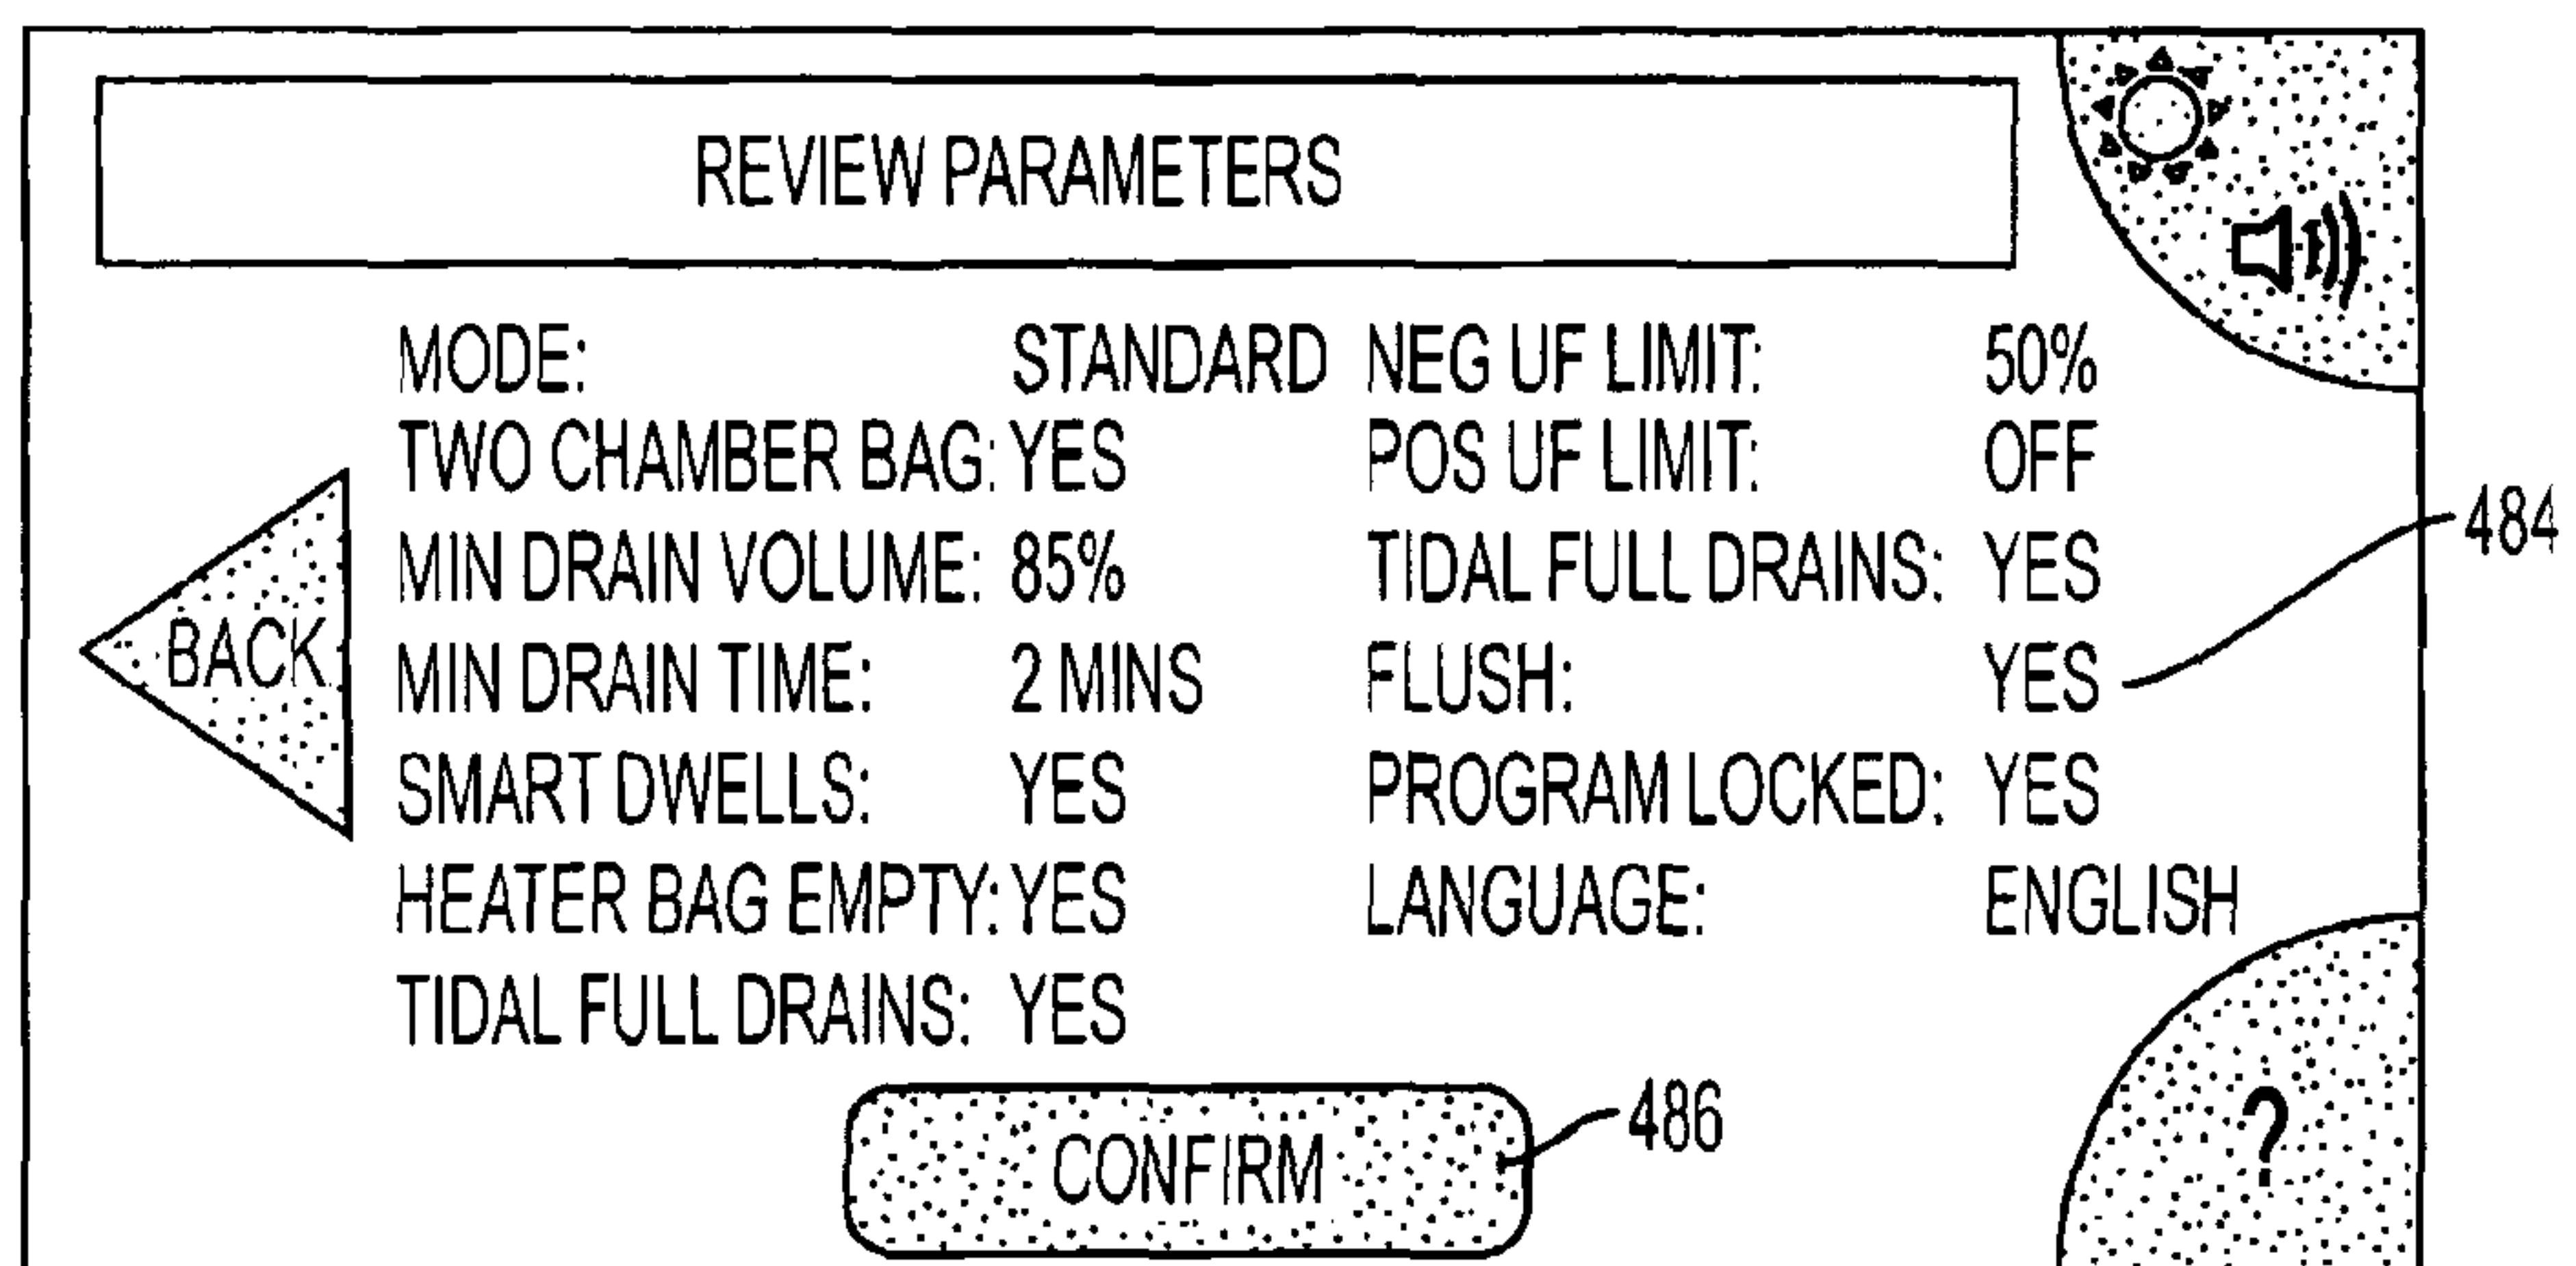 REVIEW PARAMETERS
MODE: STANDARD NEG UF LIMIT: 50%
TWO CHAMBER BAG: YES POS UF LIMIT: OFF
484
MIN DRAIN VOLUME: 85% TIDAL FULL DRAINS: YES
BACK
MIN DRAIN TIME: 2 MINS FLUSH: YES
SMART DWELLS: YES PROGRAM LOCKED: YES
HEATER BAG EMPTY: YES LANGUAGE: ENGLISH
TIDAL FULL DRAINS: YES
486
CONFIRM
?